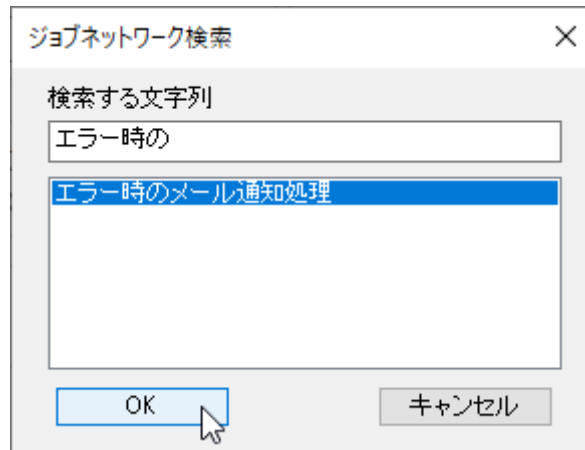 ジョブネットワーク検索
検索する文字列
エラー時の
エラー時のメール通知処理
OK
キャンセル